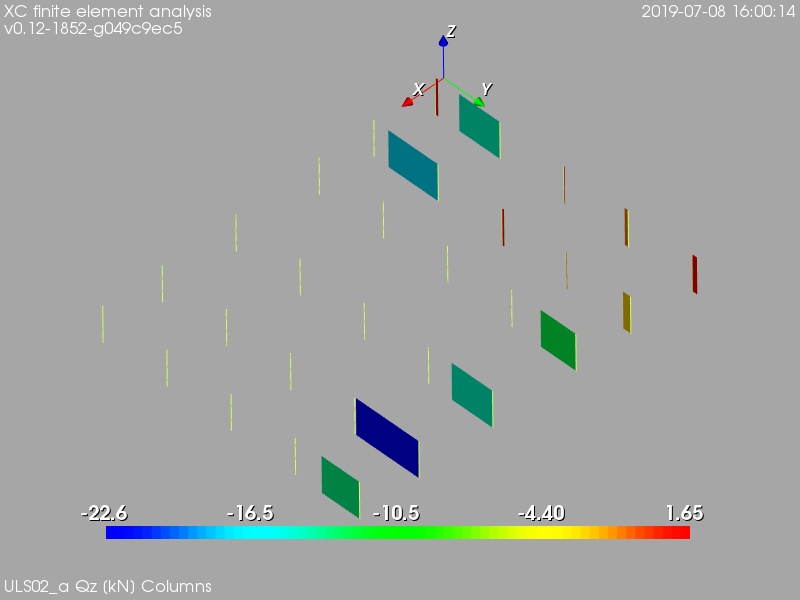 XC finite element analysis
v0.12-1852-g049c9ec5
2019-07-08 16:00:14
Z
X
Y
-22.6 -16.5 -10.5 -4.40 1.65
ULS02_a Qz (kN) Columns